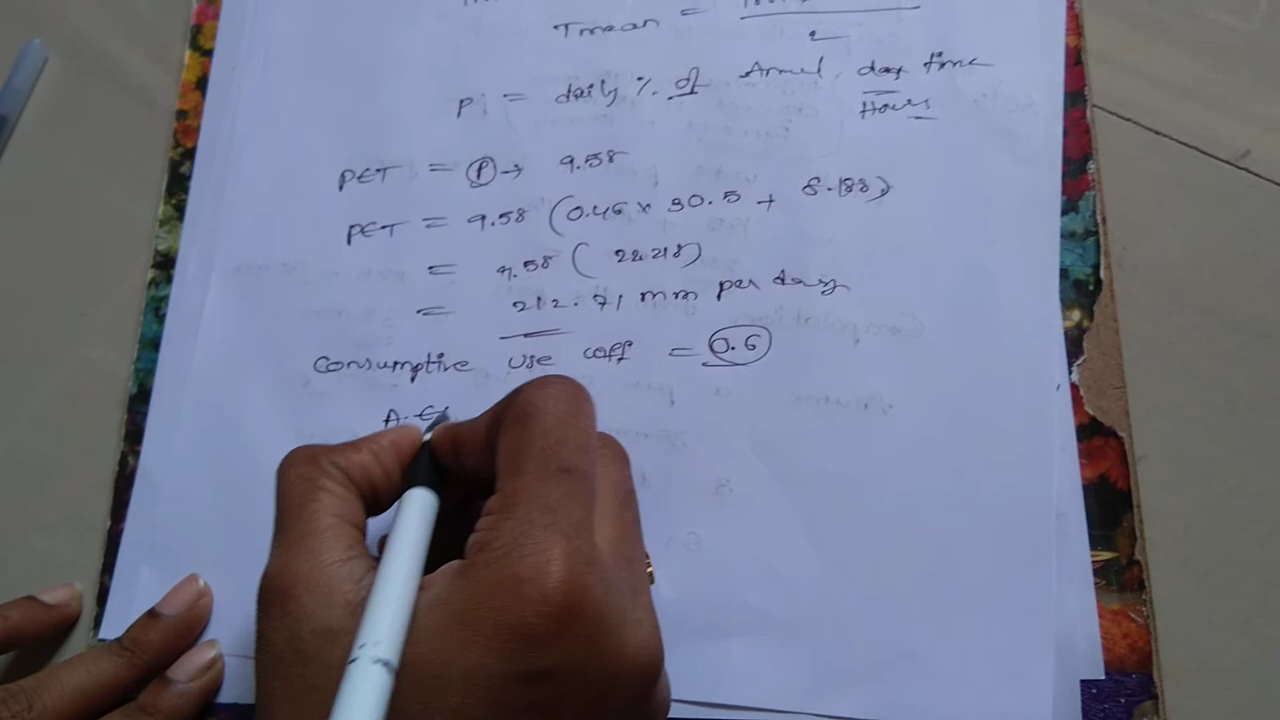 Tmean =
2
P = daily % of Annual day time
Hours
PET = P → 9.58
PET = 9.58 (0.46 x 30.5 + 8.188)
= 9.58 ( 22.218)
= 212.71 mm per day
Consumptive use coff = 0.6
A.E